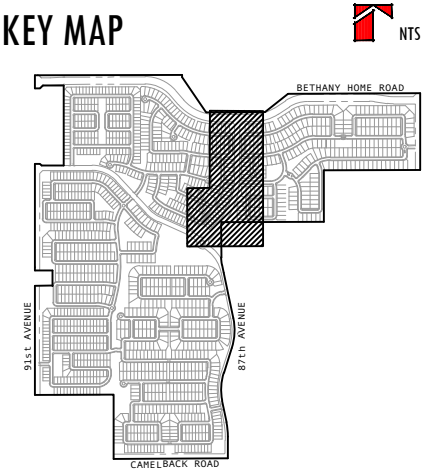 KEY MAP
NTS
BETHANY HOME ROAD
91st AVENUE
87th AVENUE
CAMELBACK ROAD